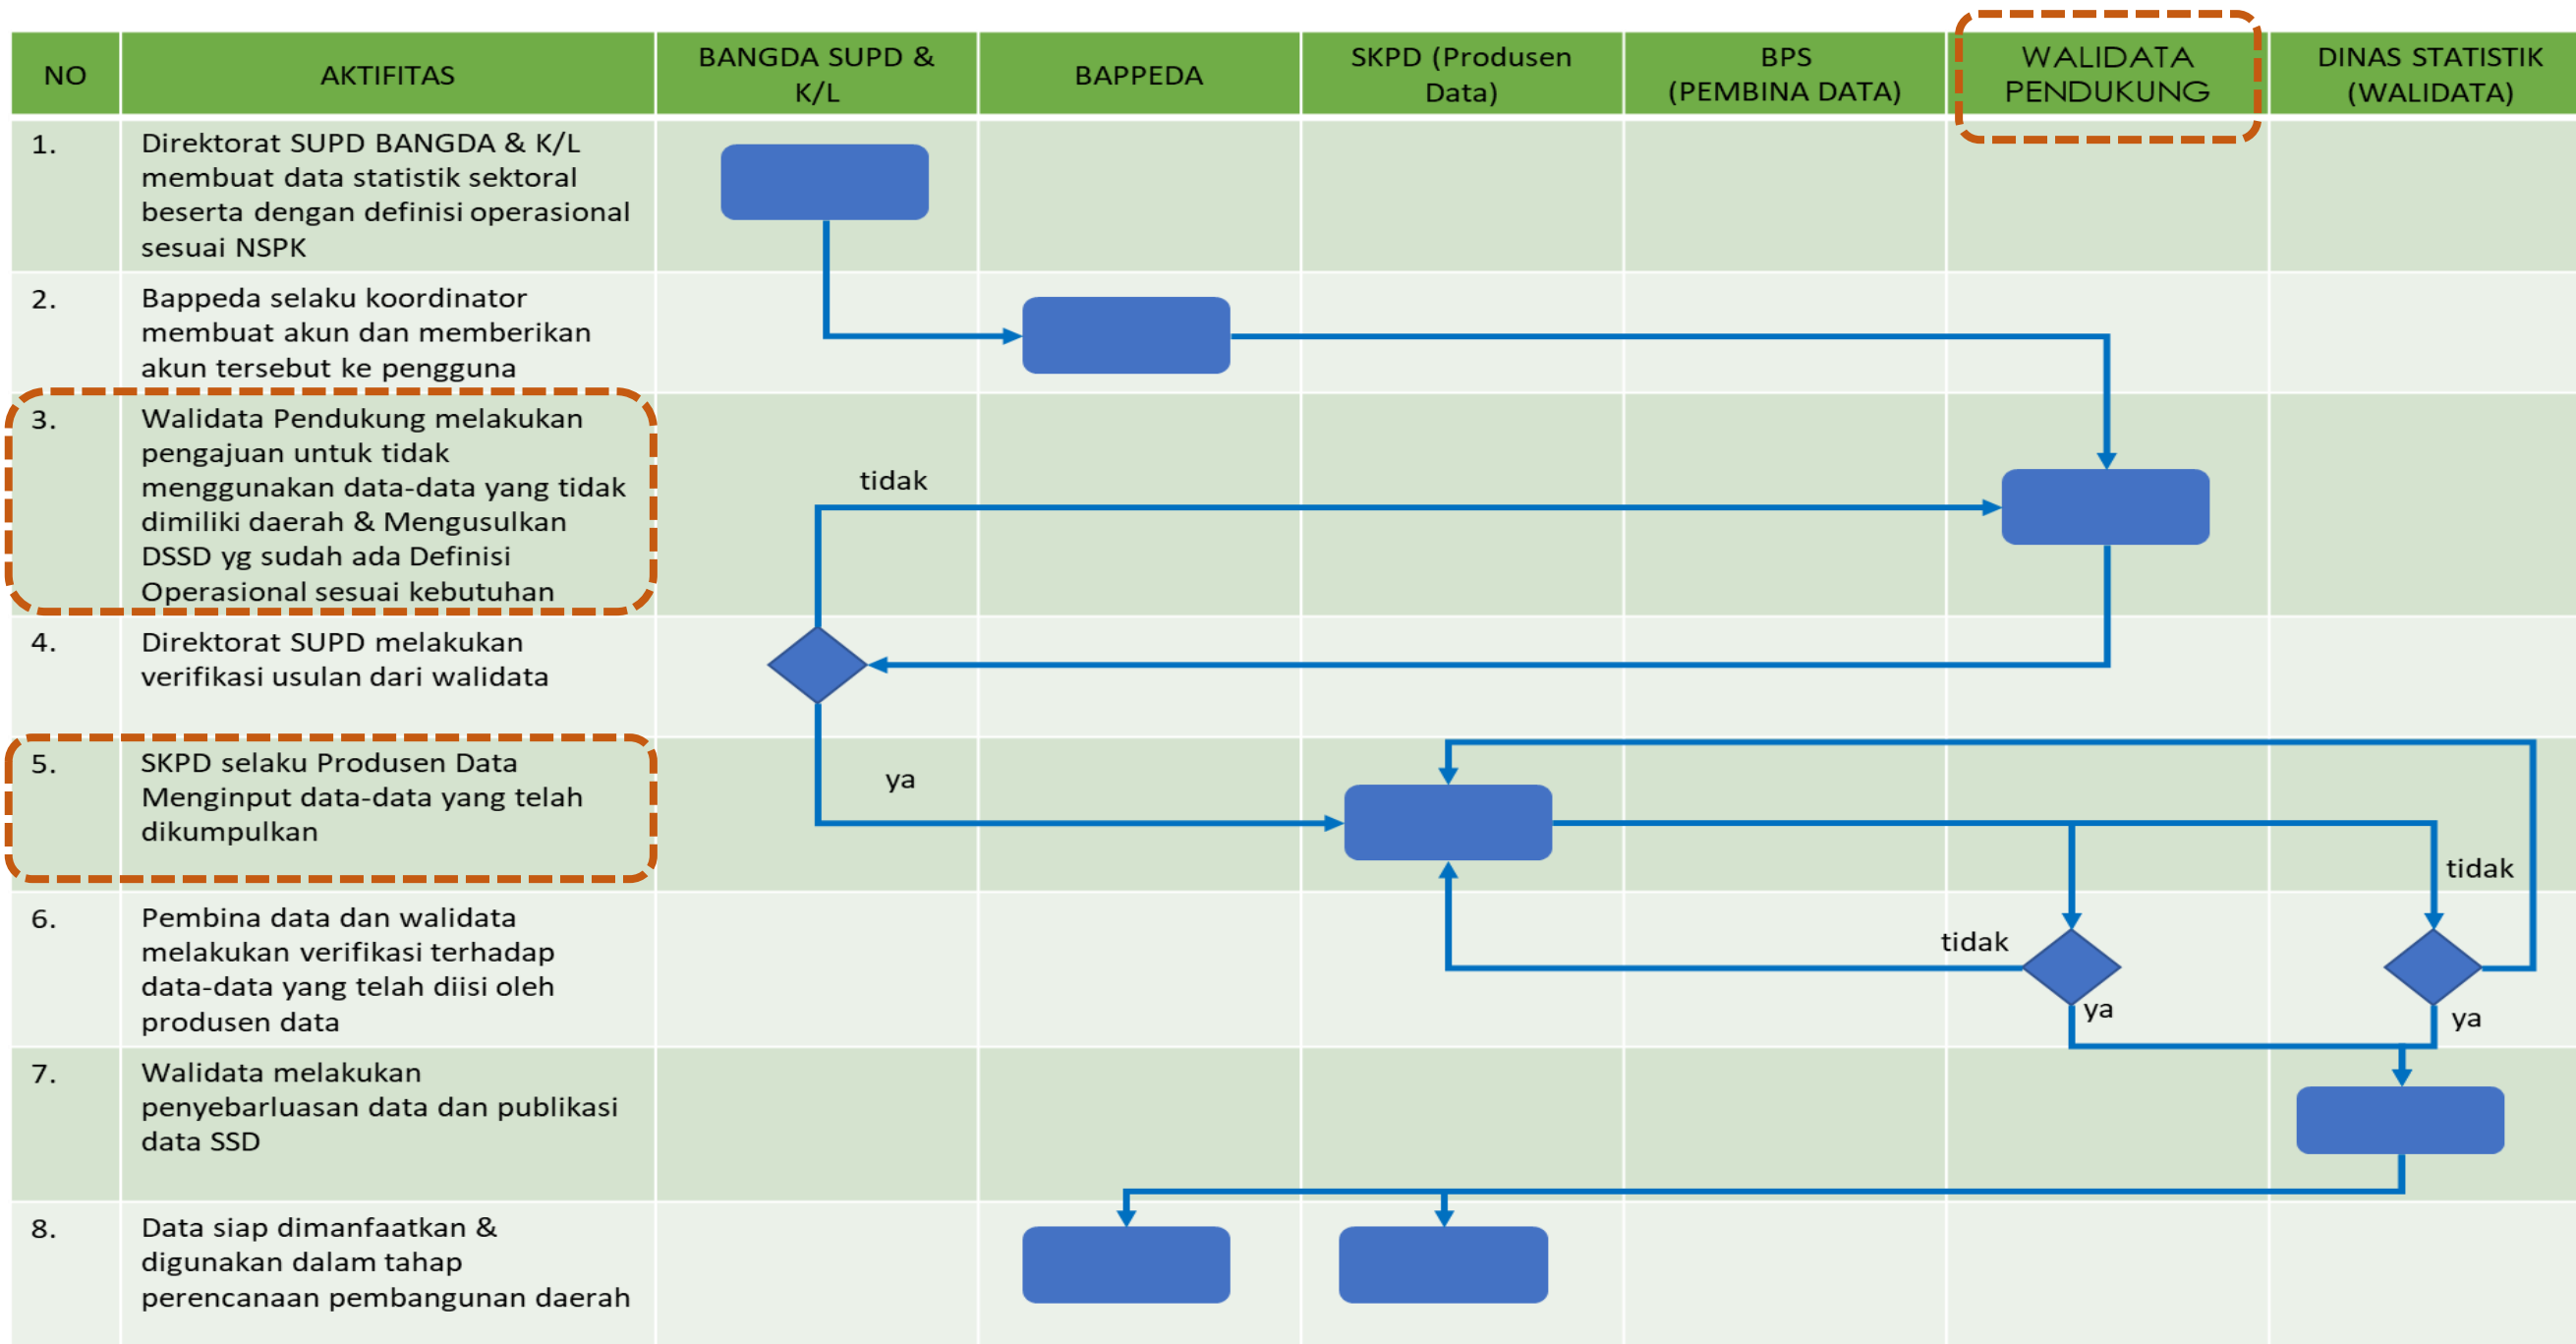 NO
AKTIFITAS
BANGDA SUPD &
K/L
BAPPEDA
SKPD (Produsen
Data)
BPS
(PEMBINA DATA)
WALIDATA
PENDUKUNG
DINAS STATISTIK
(WALIDATA)
1.
Direktorat SUPD BANGDA & K/L
membuat data statistik sektoral
beserta dengan definisi operasional
sesuai NSPK
2.
Bappeda selaku koordinator
membuat akun dan memberikan
akun tersebut ke pengguna
3.
Walidata Pendukung melakukan
pengajuan untuk tidak
menggunakan data-data yang tidak
dimiliki daerah & Mengusulkan
DSSD yg sudah ada Definisi
Operasional sesuai kebutuhan
tidak
4.
Direktorat SUPD melakukan
verifikasi usulan dari walidata
5.
SKPD selaku Produsen Data
Menginput data-data yang telah
dikumpulkan
ya
tidak
6.
Pembina data dan walidata
melakukan verifikasi terhadap
data-data yang telah diisi oleh
produsen data
tidak
ya
ya
7.
Walidata melakukan
penyebarluasan data dan publikasi
data SSD
8.
Data siap dimanfaatkan &
digunakan dalam tahap
perencanaan pembangunan daerah